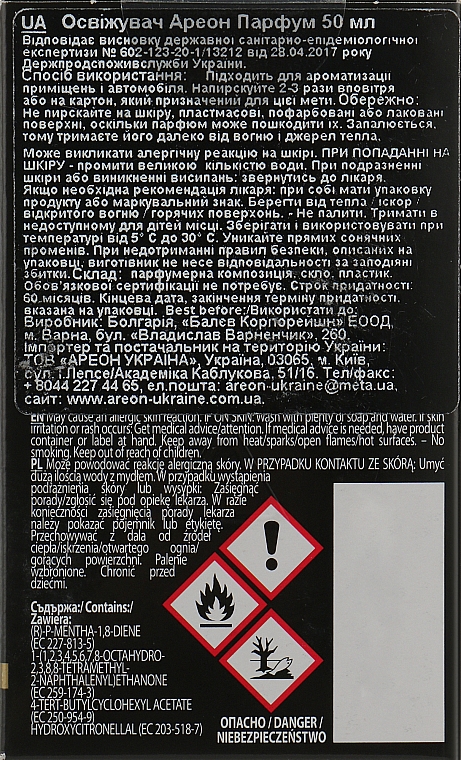 UA Освіжувач Ареон Парфум 50 мл
Відповідає висновку державної санітарно-епідеміологічної
експертизи № 602-123-20-1/13212 від 28.04.2017 року
Держпродспоживслужби України.
Спосіб використання: Підходить для ароматизації
приміщень і автомобіля. Напирскуйте 2-3 рази вповітря
або на картон, який призначений для цієї мети. Обережно:
Не пирскайте на шкіру, пластмасові, пофарбовані або лаковані
поверхні, оскільки парфюм може пошкодити їх. Запалюється,
тому тримаєте його далеко від вогню і джерел тепла.
Може викликати алергічну реакцію на шкірі. ПРИ ПОПАДАННІ НА
ШКІРУ - промити великою кількістю води. При подразненні
шкіри або виникненні висипань: звернутись до лікаря.
Якщо необхідна рекомендація лікаря: при собі мати упаковку
продукту або маркувальний знак. Берегти від тепла / іскор /
відкритого вогню / горячих поверхонь. - Не палити. Тримати в
недоступному для дітей місці. Зберігати і використовувати при
температурі від 5° С до 30° С. Уникайте прямих сонячних
променів. При недотриманні правил безпеки, описаних на
упаковці, виготівник не несе відповідальності за заподіяні
збитки. Склад: парфумерна композиція, скло, пластик.
Обов'язкової сертифікації не потребує. Строк придатності:
60 місяців. Кінцева дата, закінчення терміну придатності,
вказана на упаковці. Best before:/Використати до:
Виробник: Болгарія, «Балєв Корпорейшн» ЕООД,
м. Варна, бул. «Владислав Варненчик», 260.
Імпортер та постачальник на територію України:
ТОВ «АРЕОН УКРАЇНА», Україна, 03065, м. Київ,
бул. Лепсе/Академіка Каблукова, 51/16. Тел/факс:
+ 8044 227 44 65, ел.пошта: areon-ukraine@meta.ua,
сайт: www.areon-ukraine.com.ua.
EN May cause an allergic skin reaction. IF ON SKIN: Wash with plenty of soap and water. If skin
irritation or rash occurs: Get medical advice/attention. If medical advice is needed, have product
container or label at hand. Keep away from heat/sparks/open flames/hot surfaces. – No
smoking. Keep out of reach of children.
PL Może powodować reakcję alergiczną skóry. W PRZYPADKU KONTAKTU ZE SKÓRĄ: Umyć
dużą ilością wody z mydłem. W przypadku wystąpienia
podrażnienia skóry lub wysypki: Zasięgnąć
porady/zgłosić się pod opiekę lekarza. W razie
konieczności zasięgnięcia porady lekarza
należy pokazać pojemnik lub etykietę.
Przechowywać z dala od źródeł
ciepła/iskrzenia/otwartego ognia/
gorących powierzchni. Palenie
wzbronione. Chronić przed
dziećmi.
Съдържа:/ Contains:/
Zawiera:
(R)-P-MENTHA-1,8-DIENE
(EC 227-813-5)
1-(1,2,3,4,5,6,7,8-OCTAHYDRO-
2,3,8,8-TETRAMETHYL-
2-NAPHTHALENYL)ETHANONE
(EC 259-174-3)
4-TERT-BUTYLCYCLOHEXYL ACETATE
(EC 250-954-9)
HYDROXYCITRONELLAL (EC 203-518-7)
ОПАСНО / DANGER /
NIEBEZPIECZEŃSTWO